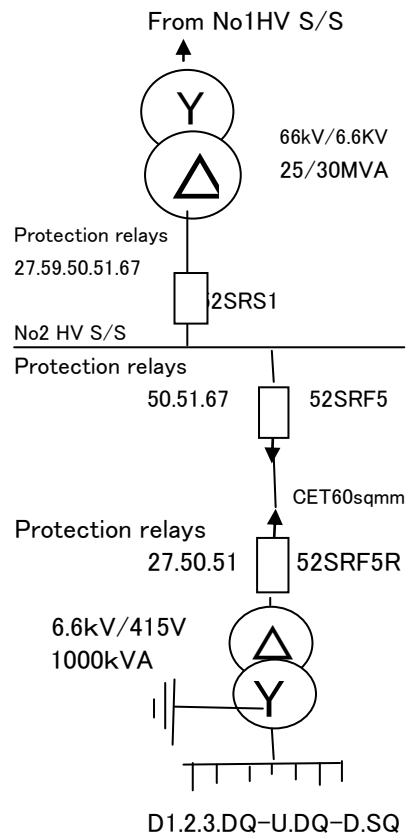 From No1HV S/S
Y
66kV/6.6KV
25/30MVA
Protection relays
27.59.50.51.67
52SRS1
No2 HV S/S
Protection relays
50.51.67
52SRF5
CET60sqmm
Protection relays
27.50.51
52SRF5R
6.6kV/415V
1000kVA
Y
D1.2.3.DQ-U.DQ-D.SQ